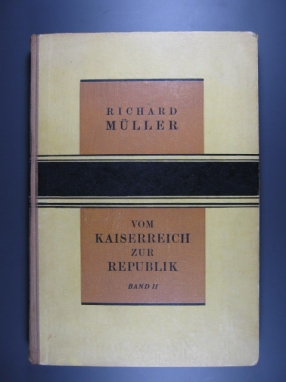 RICHARD
MÜLLER
VOM
KAISERREICH
ZUR
REPUBLIK
BAND II